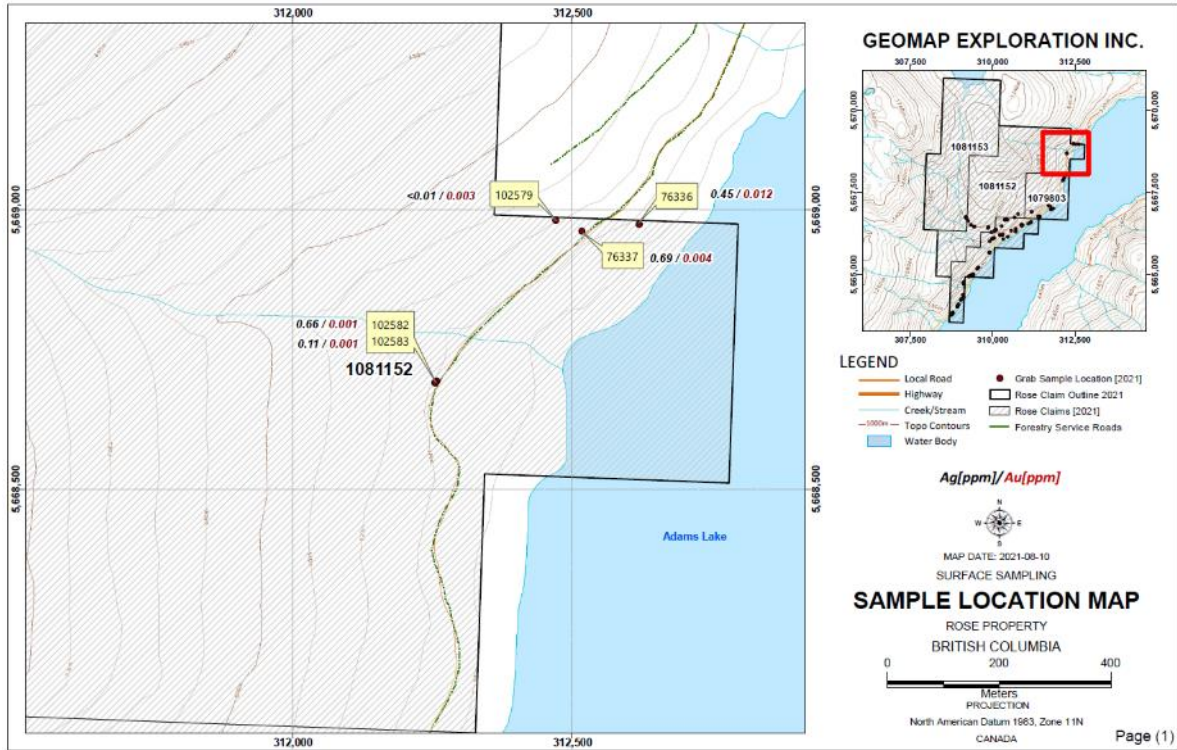 312,000
312,500
5,669,000
5,669,000
<0.01 / 0.003
102579
76336
0.45 / 0.012
76337
0.69 / 0.004
0.66 / 0.001
102582
0.11 / 0.001
102583
1081152
5,668,500
5,668,500
Adams Lake
312,000
312,500
GEOMAP EXPLORATION INC.
307,500
310,000
312,500
5,670,000
5,670,000
1081153
1081152
1079803
5,667,500
5,667,500
5,665,000
5,665,000
307,500
310,000
312,500
LEGEND
Local Road
Grab Sample Location [2021]
Highway
Rose Claim Outline 2021
Creek/Stream
Rose Claims [2021]
1000m
Topo Contours
Forestry Service Roads
Water Body
Ag[ppm]/Au[ppm]
N
W
E
S
MAP DATE: 2021-08-10
SURFACE SAMPLING
SAMPLE LOCATION MAP
ROSE PROPERTY
BRITISH COLUMBIA
0
200
400
Meters
PROJECTION
North American Datum 1983, Zone 11N
CANADA
Page (1)